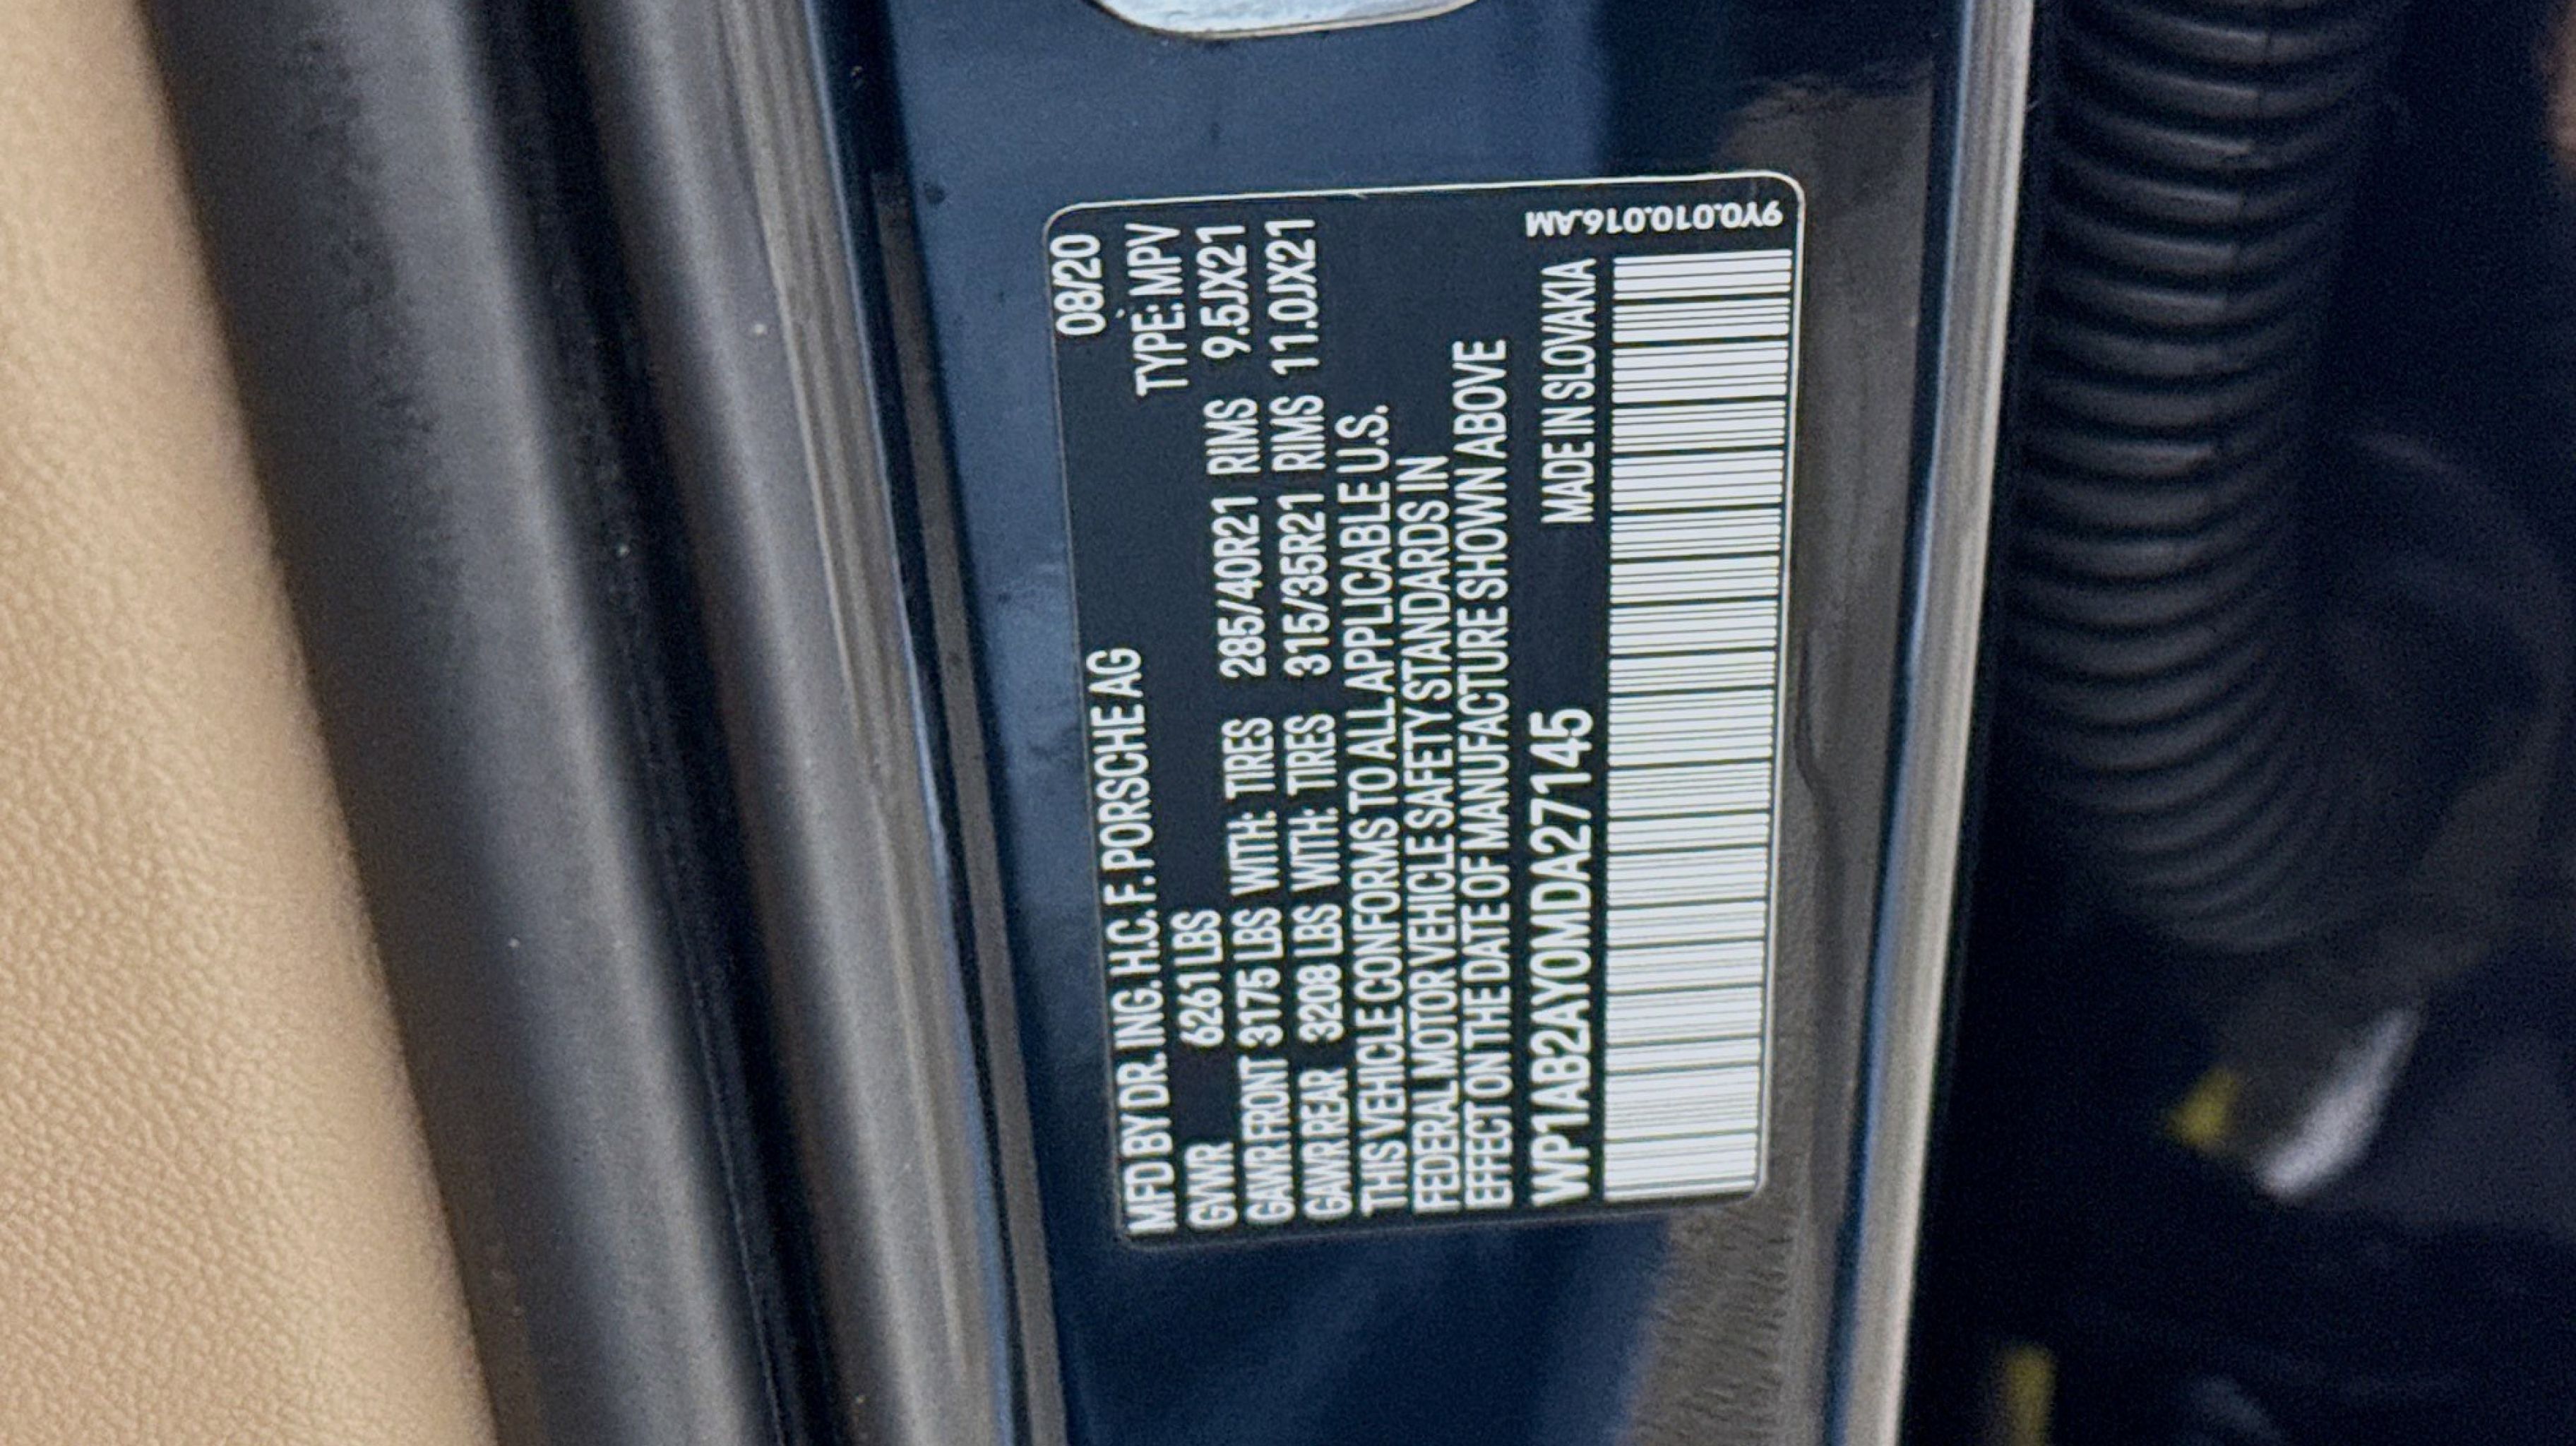 MFD BY DR. ING. H.C. F. PORSCHE AG 08/20
GVWR 6261 LBS TYPE: MPV
GAWR FRONT 3175 LBS WITH: TIRES 285/40R21 RIMS 9.5JX21
GAWR REAR 3208 LBS WITH: TIRES 315/35R21 RIMS 11.0JX21
THIS VEHICLE CONFORMS TO ALL APPLICABLE U.S.
FEDERAL MOTOR VEHICLE SAFETY STANDARDS IN
EFFECT ON THE DATE OF MANUFACTURE SHOWN ABOVE
WP1AB2AY0MDA27145 MADE IN SLOVAKIA
9Y0.010.016.AM